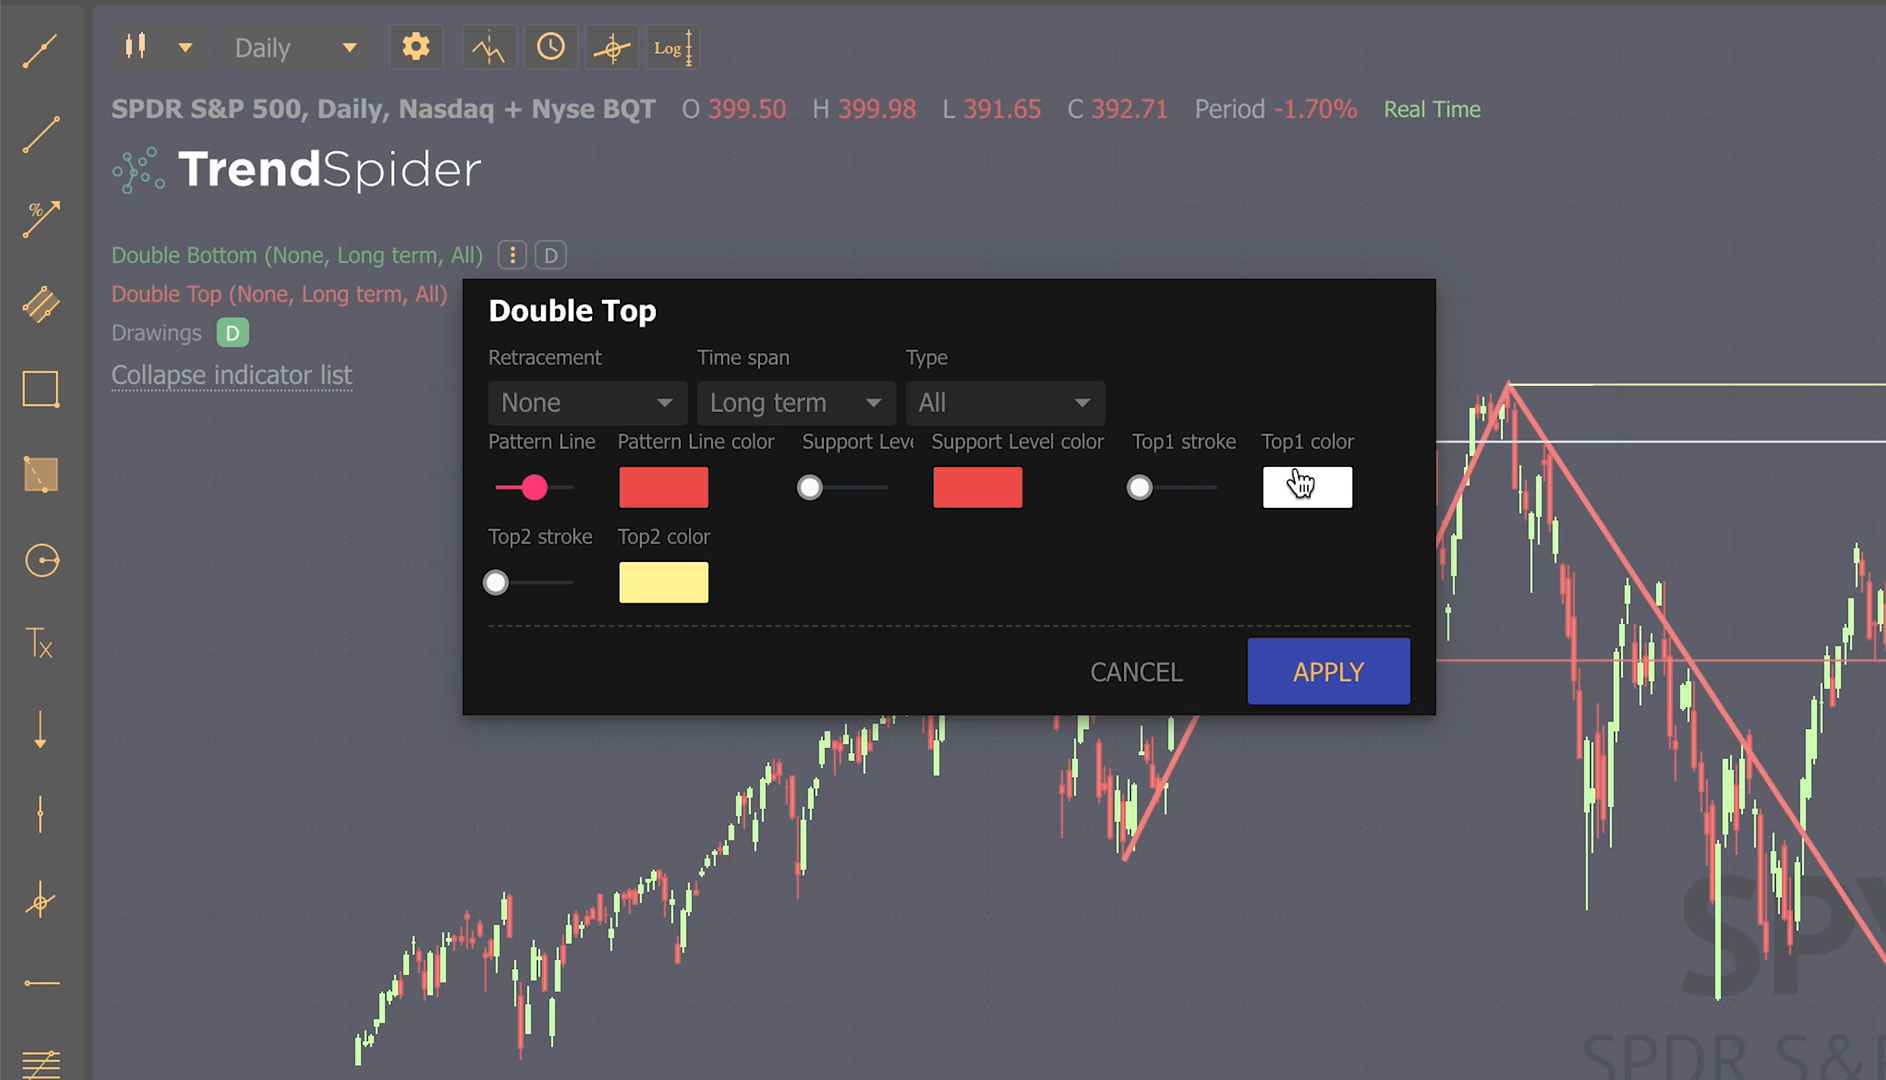 Daily
Log
SPDR S&P 500, Daily, Nasdaq + Nyse BQT O 399.50 H 399.98 L 391.65 C 392.71 Period -1.70% Real Time
TrendSpider
%
Double Bottom (None, Long term, All) D
Double Top (None, Long term, All)
Drawings D
Collapse indicator list
Double Top
Retracement Time span Type
None Long term All
Pattern Line Pattern Line color Support Leve Support Level color Top1 stroke Top1 color
Top2 stroke Top2 color
CANCEL APPLY
Tx
SPY
SPDR S&P